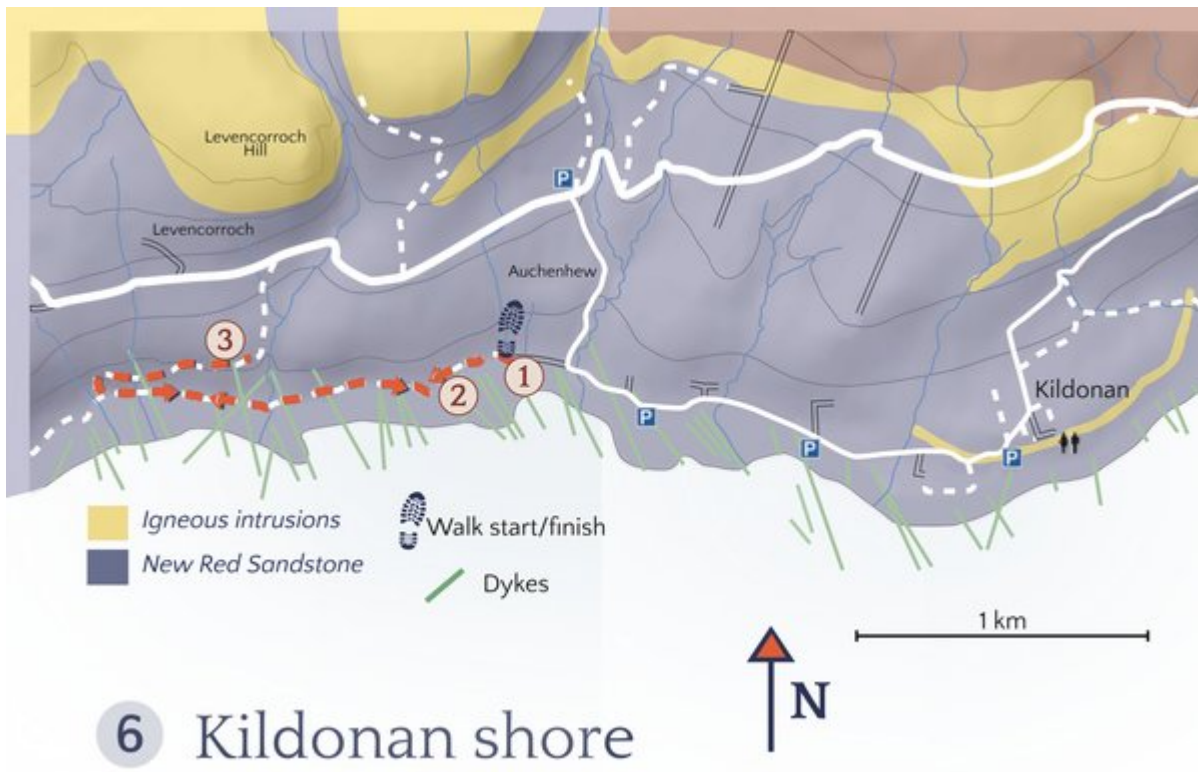 Levencorroch
Hill
P
Levencorroch
Auchenhew
3
1
2
Kildonan
P
P
P
Igneous intrusions
Walk start/finish
New Red Sandstone
Dykes
1 km
N
6 Kildonan shore